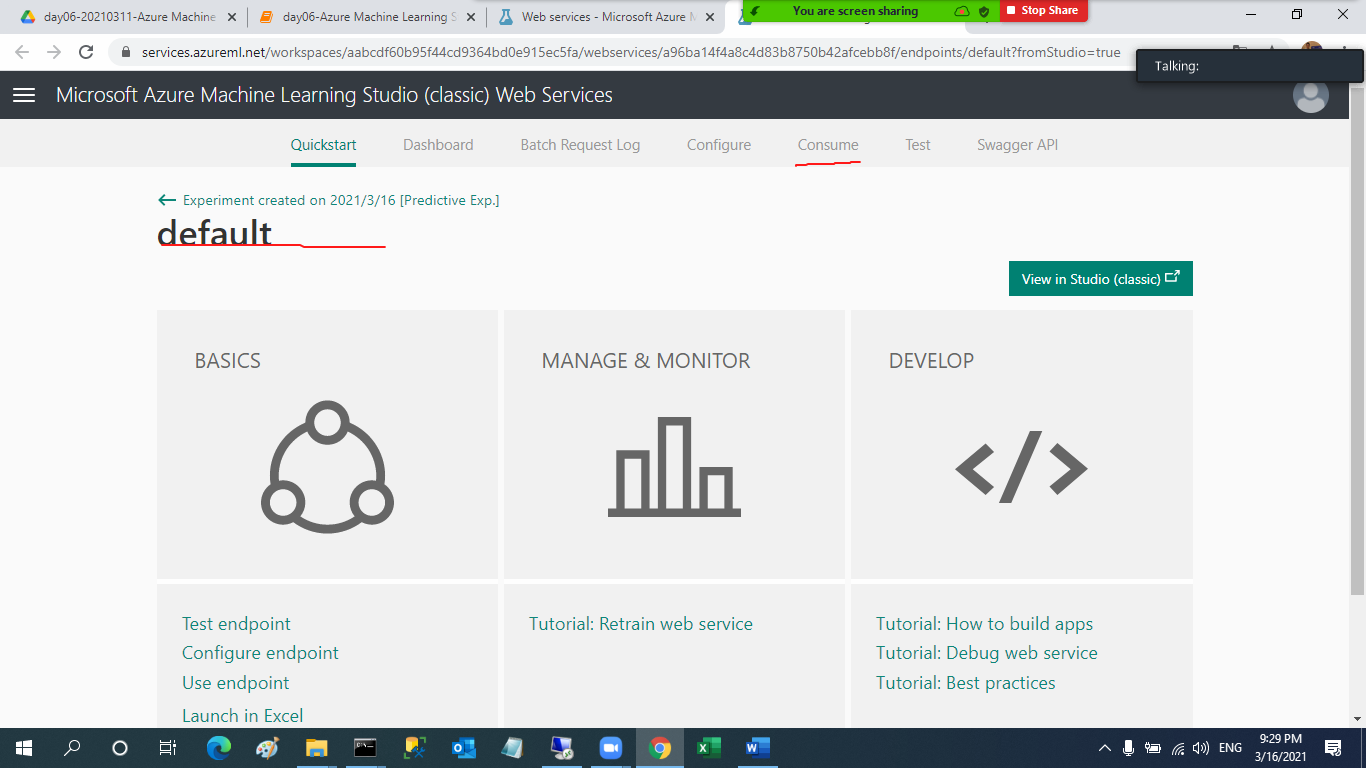 day06-20210311-Azure Machine
day06-Azure Machine Learning S
Web services - Microsoft Azure M
You are screen sharing
Stop Share
services.azureml.net/workspaces/aabcdf60b95f44cd9364bd0e915ec5fa/webservices/a96ba14f4a8c4d83b8750b42afcebb8f/endpoints/default?fromStudio=true
Talking:
Microsoft Azure Machine Learning Studio (classic) Web Services
Quickstart Dashboard Batch Request Log Configure Consume Test Swagger API
Experiment created on 2021/3/16 [Predictive Exp.]
default
View in Studio (classic)
BASICS
MANAGE & MONITOR
DEVELOP
Test endpoint
Configure endpoint
Use endpoint
Launch in Excel
Tutorial: Retrain web service
Tutorial: How to build apps
Tutorial: Debug web service
Tutorial: Best practices
ENG
9:29 PM
3/16/2021